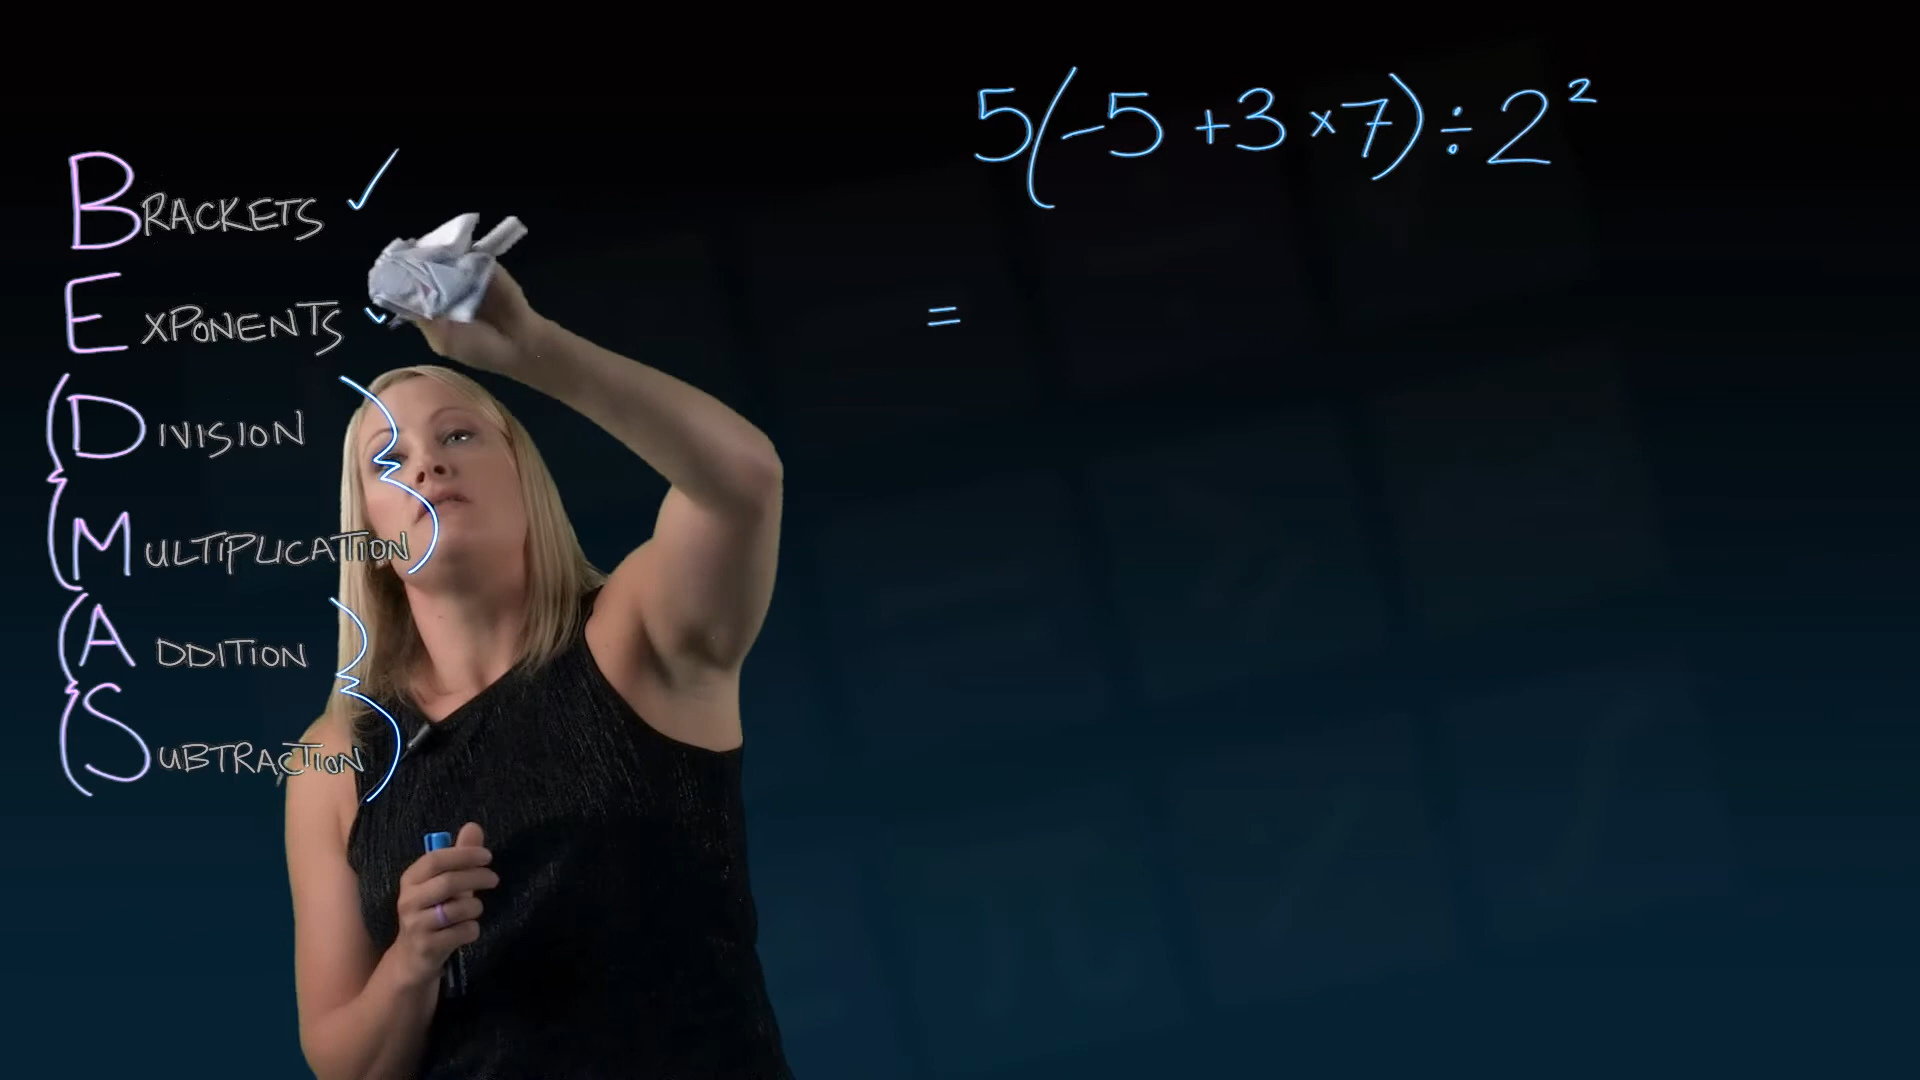 5(-5+3×7)÷2²
BRACKETS ✓
=
EXPONENTS ✓
DIVISION
MULTIPLICATION
ADDITION
SUBTRACTION